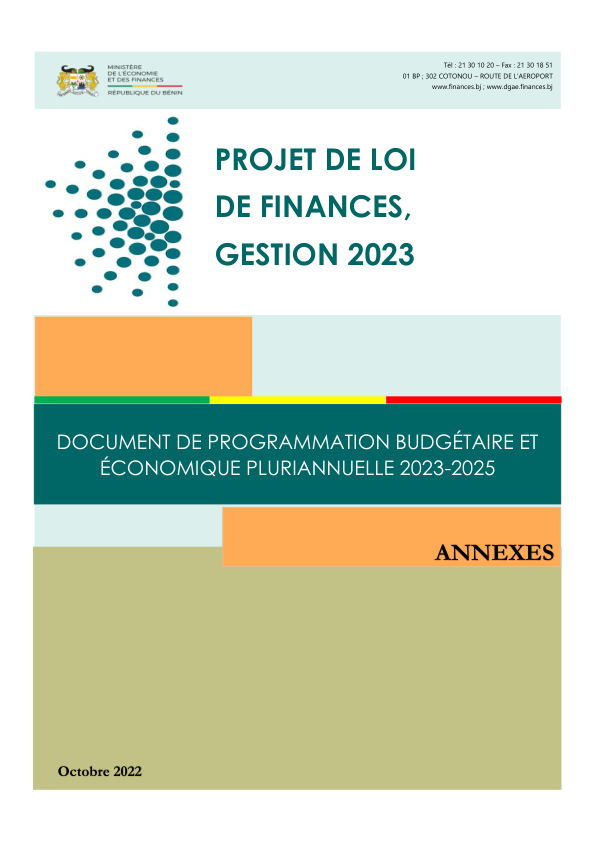 MINISTÈRE
DE L'ÉCONOMIE
ET DES FINANCES
RÉPUBLIQUE DU BÉNIN
Tél : 21 30 10 20 – Fax : 21 30 18 51
01 BP ; 302 COTONOU – ROUTE DE L'AEROPORT
www.finances.bj ; www.dgae.finances.bj
PROJET DE LOI
DE FINANCES,
GESTION 2023
DOCUMENT DE PROGRAMMATION BUDGÉTAIRE ET
ÉCONOMIQUE PLURIANNUELLE 2023-2025
ANNEXES
Octobre 2022